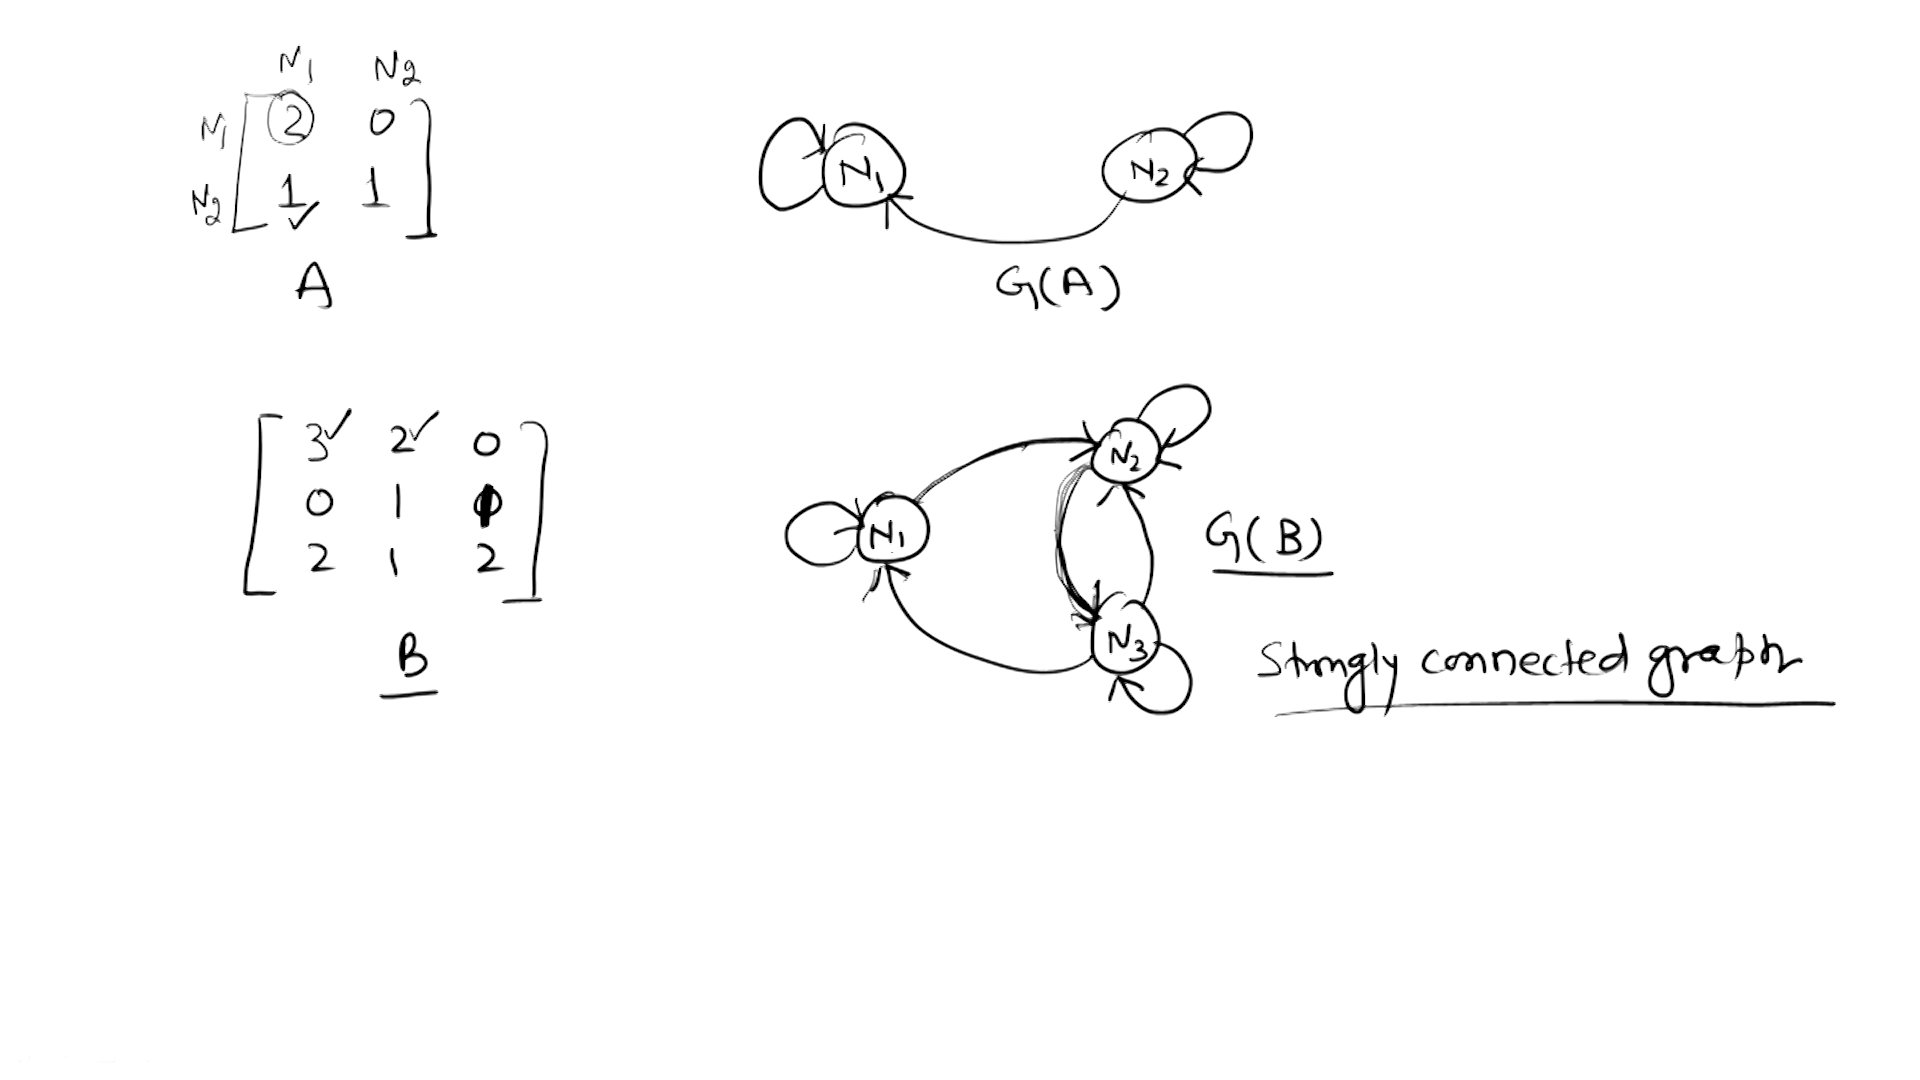 N1 N2
N1 2 0
N2 1 1
A
N1 N2
G(A)
3 2 0
0 1 1
2 1 2
B
N2
N1
G(B)
N3
Strongly connected graph